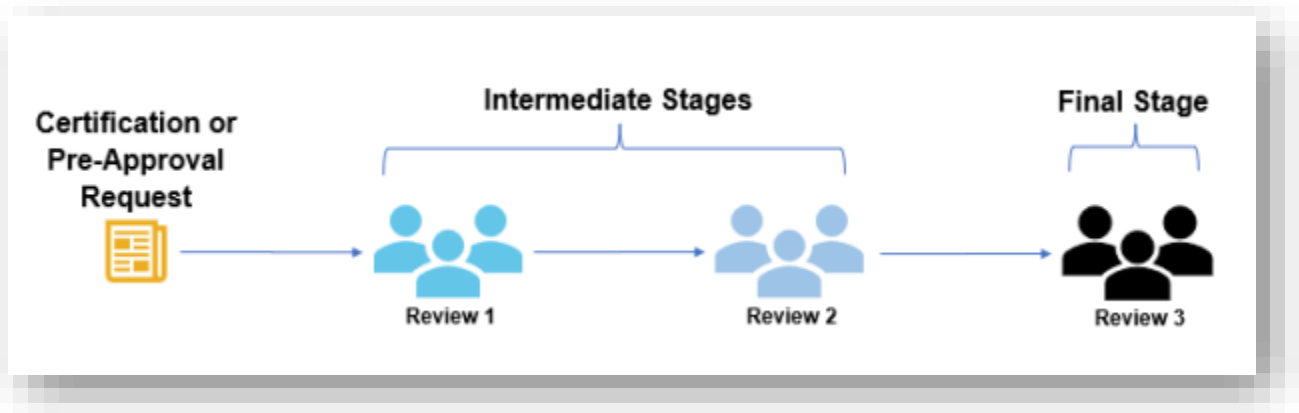 Certification or
Pre-Approval
Request
Intermediate Stages
Final Stage
Review 1
Review 2
Review 3